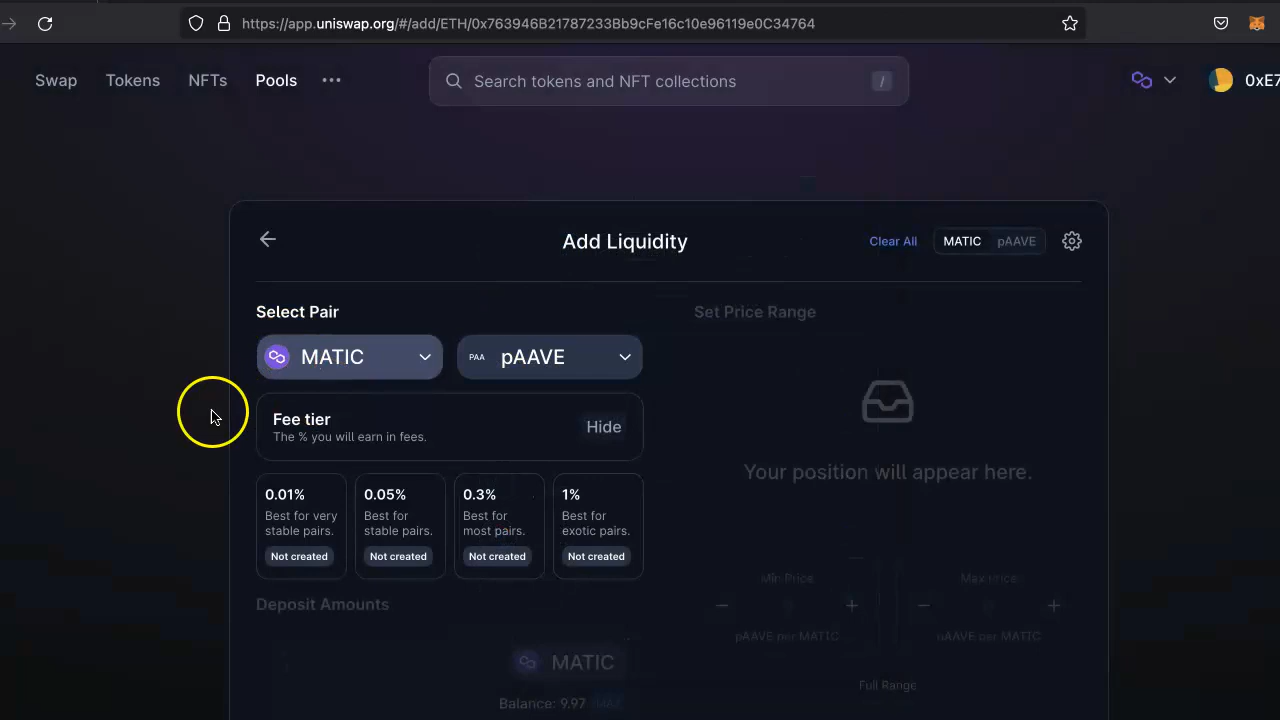 https://app.uniswap.org/#/add/ETH/0x763946B21787233Bb9cFe16c10e96119e0C34764
Swap Tokens NFTs Pools ••• Search tokens and NFT collections / 0xE7
Add Liquidity Clear All MATIC pAAVE
Select Pair Set Price Range
MATIC PAA pAAVE
Fee tier
The % you will earn in fees.
Hide
Your position will appear here.
0.01% 0.05% 0.3% 1%
Best for very Best for Best for Best for
stable pairs. stable pairs. most pairs. exotic pairs.
Not created Not created Not created Not created
Min Price Max Price
Deposit Amounts
pAAVE per MATIC pAAVE per MATIC
MATIC
Full Range
Balance: 9.97 MAX